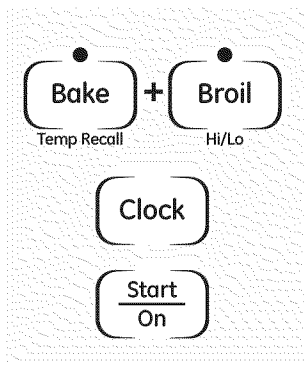 Bake + Broil
Temp Recall Hi/Lo
Clock
Start
On